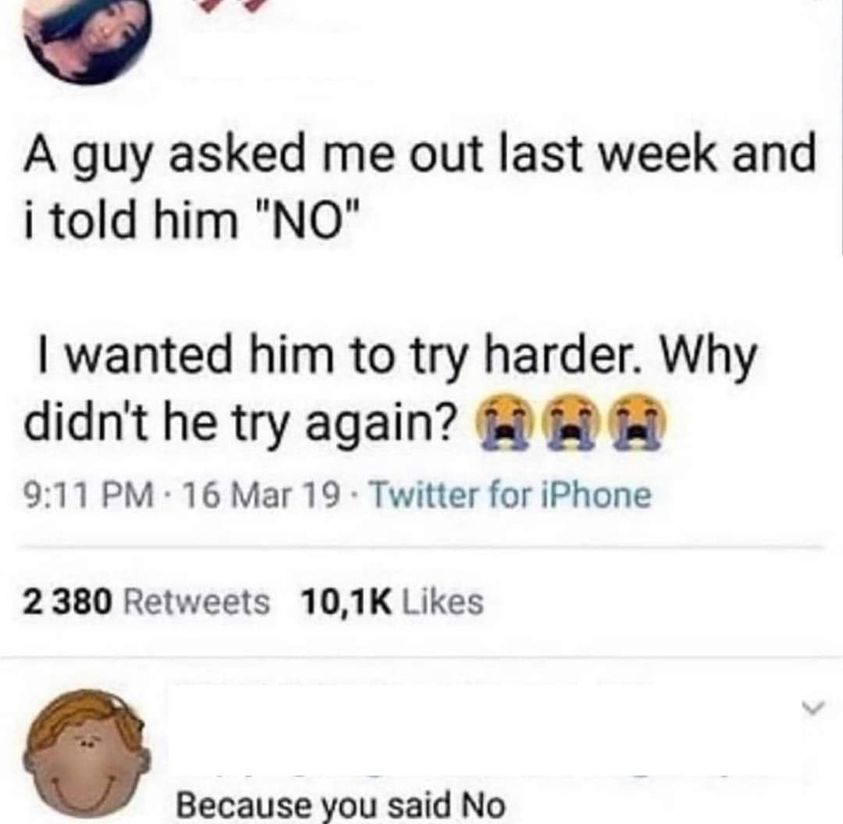 A guy asked me out last week and
i told him "NO"
I wanted him to try harder. Why
didn't he try again? 😭😭😭
9:11 PM · 16 Mar 19 · Twitter for iPhone
2 380 Retweets 10,1K Likes
Because you said No